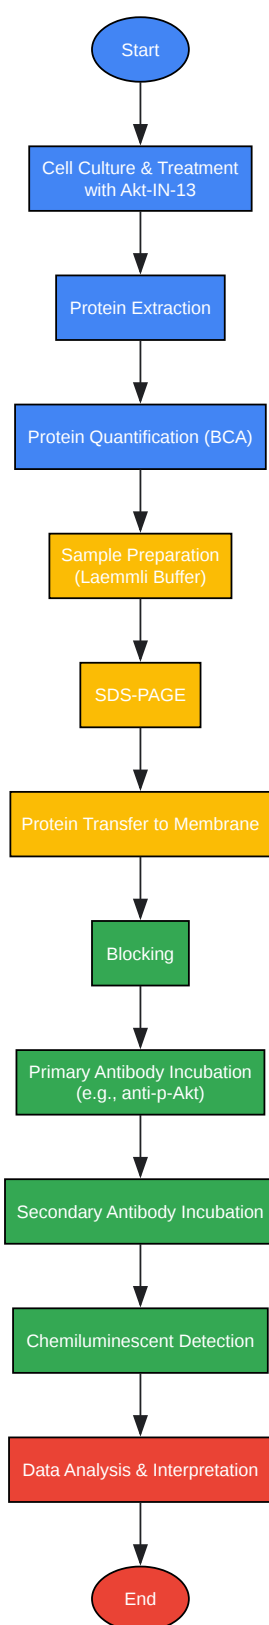 Start
Cell Culture & Treatment
with Akt-IN-13
Protein Extraction
Protein Quantification (BCA)
Sample Preparation
(Laemmli Buffer)
SDS-PAGE
Protein Transfer to Membrane
Blocking
Primary Antibody Incubation
(e.g., anti-p-Akt)
Secondary Antibody Incubation
Chemiluminescent Detection
Data Analysis & Interpretation
End